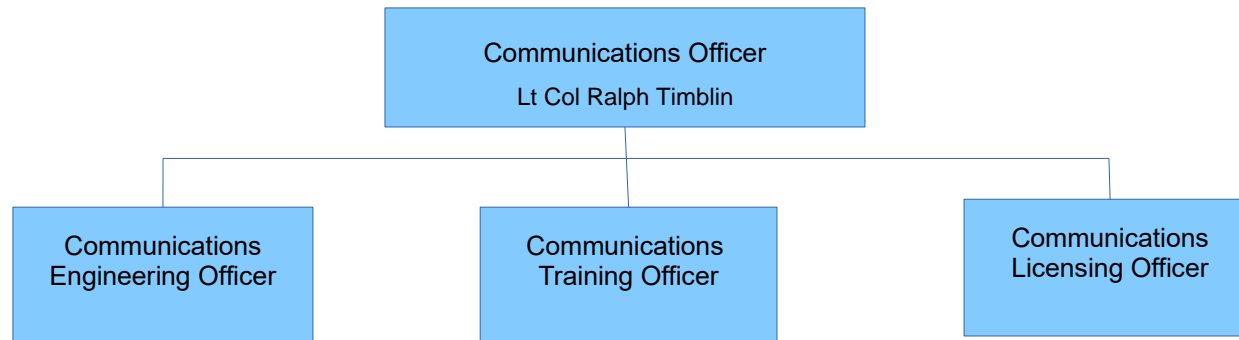 Communications Officer
Lt Col Ralph Timblin
Communications
Engineering Officer
Communications
Training Officer
Communications
Licensing Officer